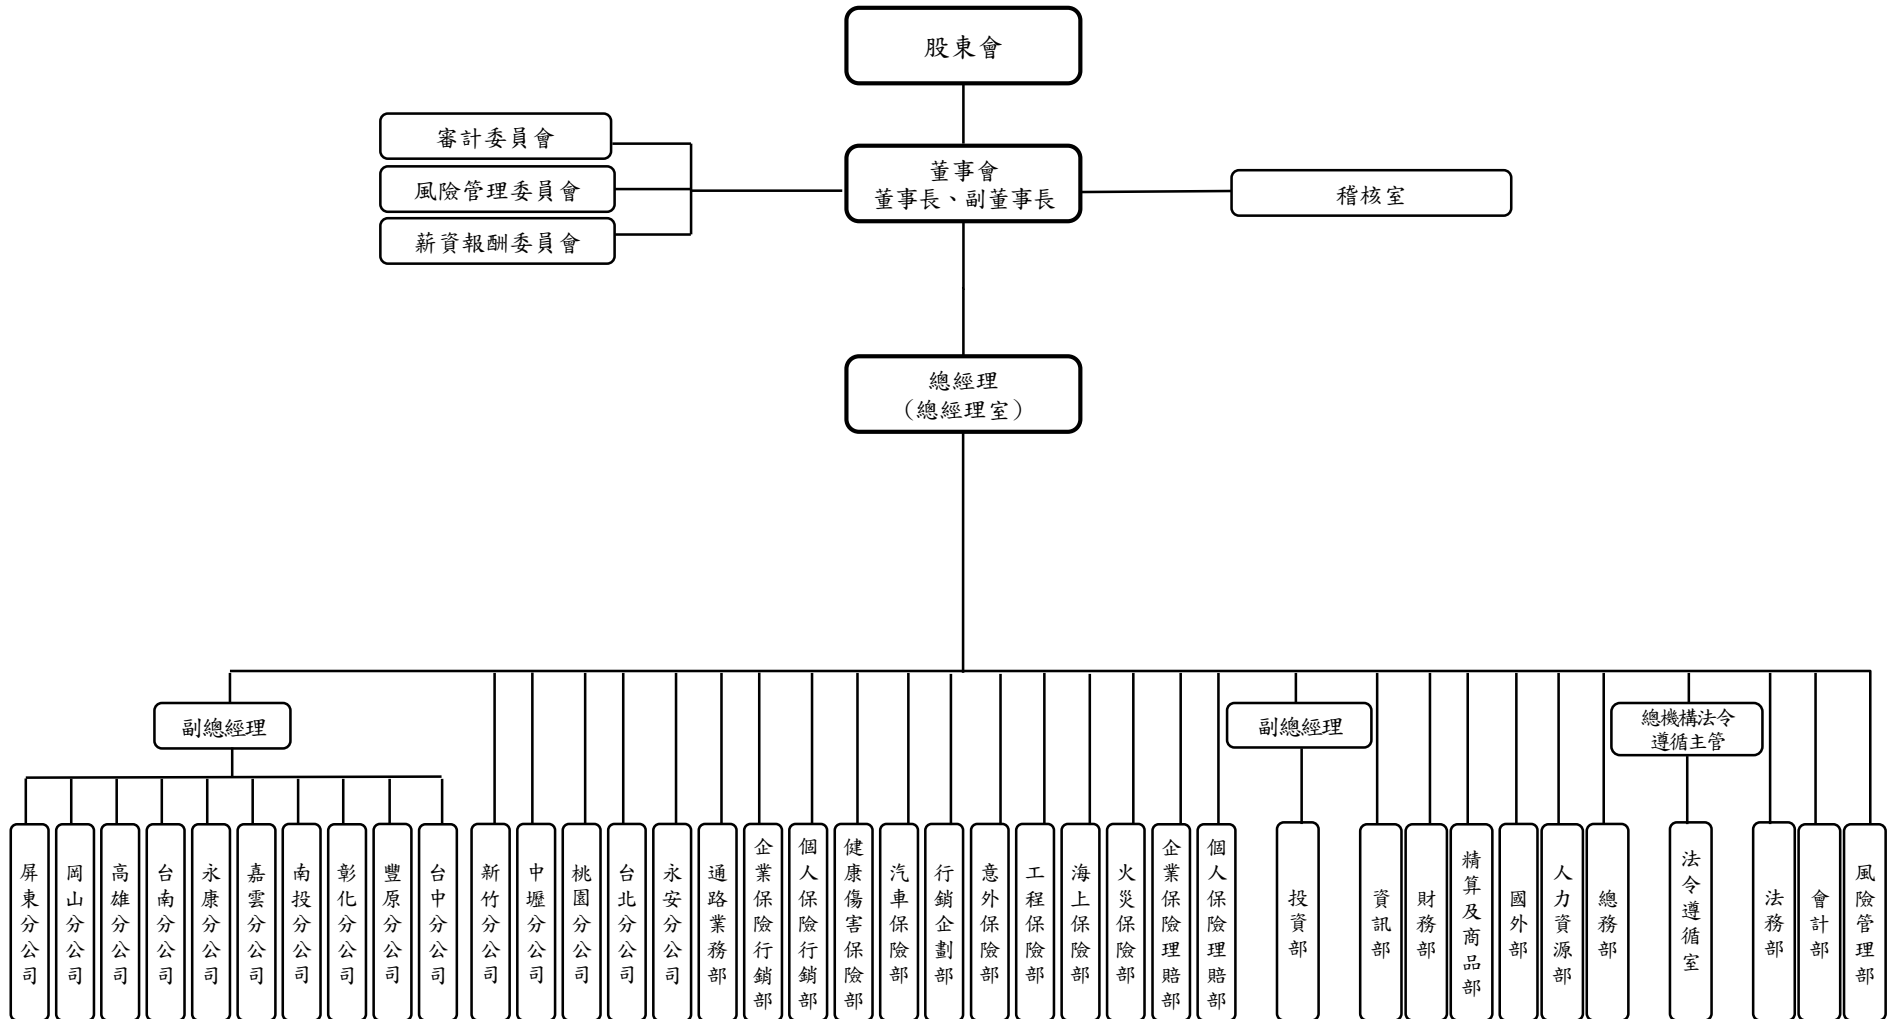 股東會
審計委員會
風險管理委員會
薪資報酬委員會
董事會
董事長、副董事長
稽核室
總經理
（總經理室）
副總經理
副總經理
總機構法令
遵循主管
屏東分公司
岡山分公司
高雄分公司
台南分公司
永康分公司
嘉雲分公司
南投分公司
彰化分公司
豐原分公司
台中分公司
新竹分公司
中壢分公司
桃園分公司
台北分公司
永安分公司
通路業務部
企業保險行銷部
個人保險行銷部
健康傷害保險部
汽車保險部
行銷企劃部
意外保險部
工程保險部
海上保險部
火災保險部
企業保險理賠部
個人保險理賠部
投資部
資訊部
財務部
精算及商品部
國外部
人力資源部
總務部
法令遵循室
法務部
會計部
風險管理部